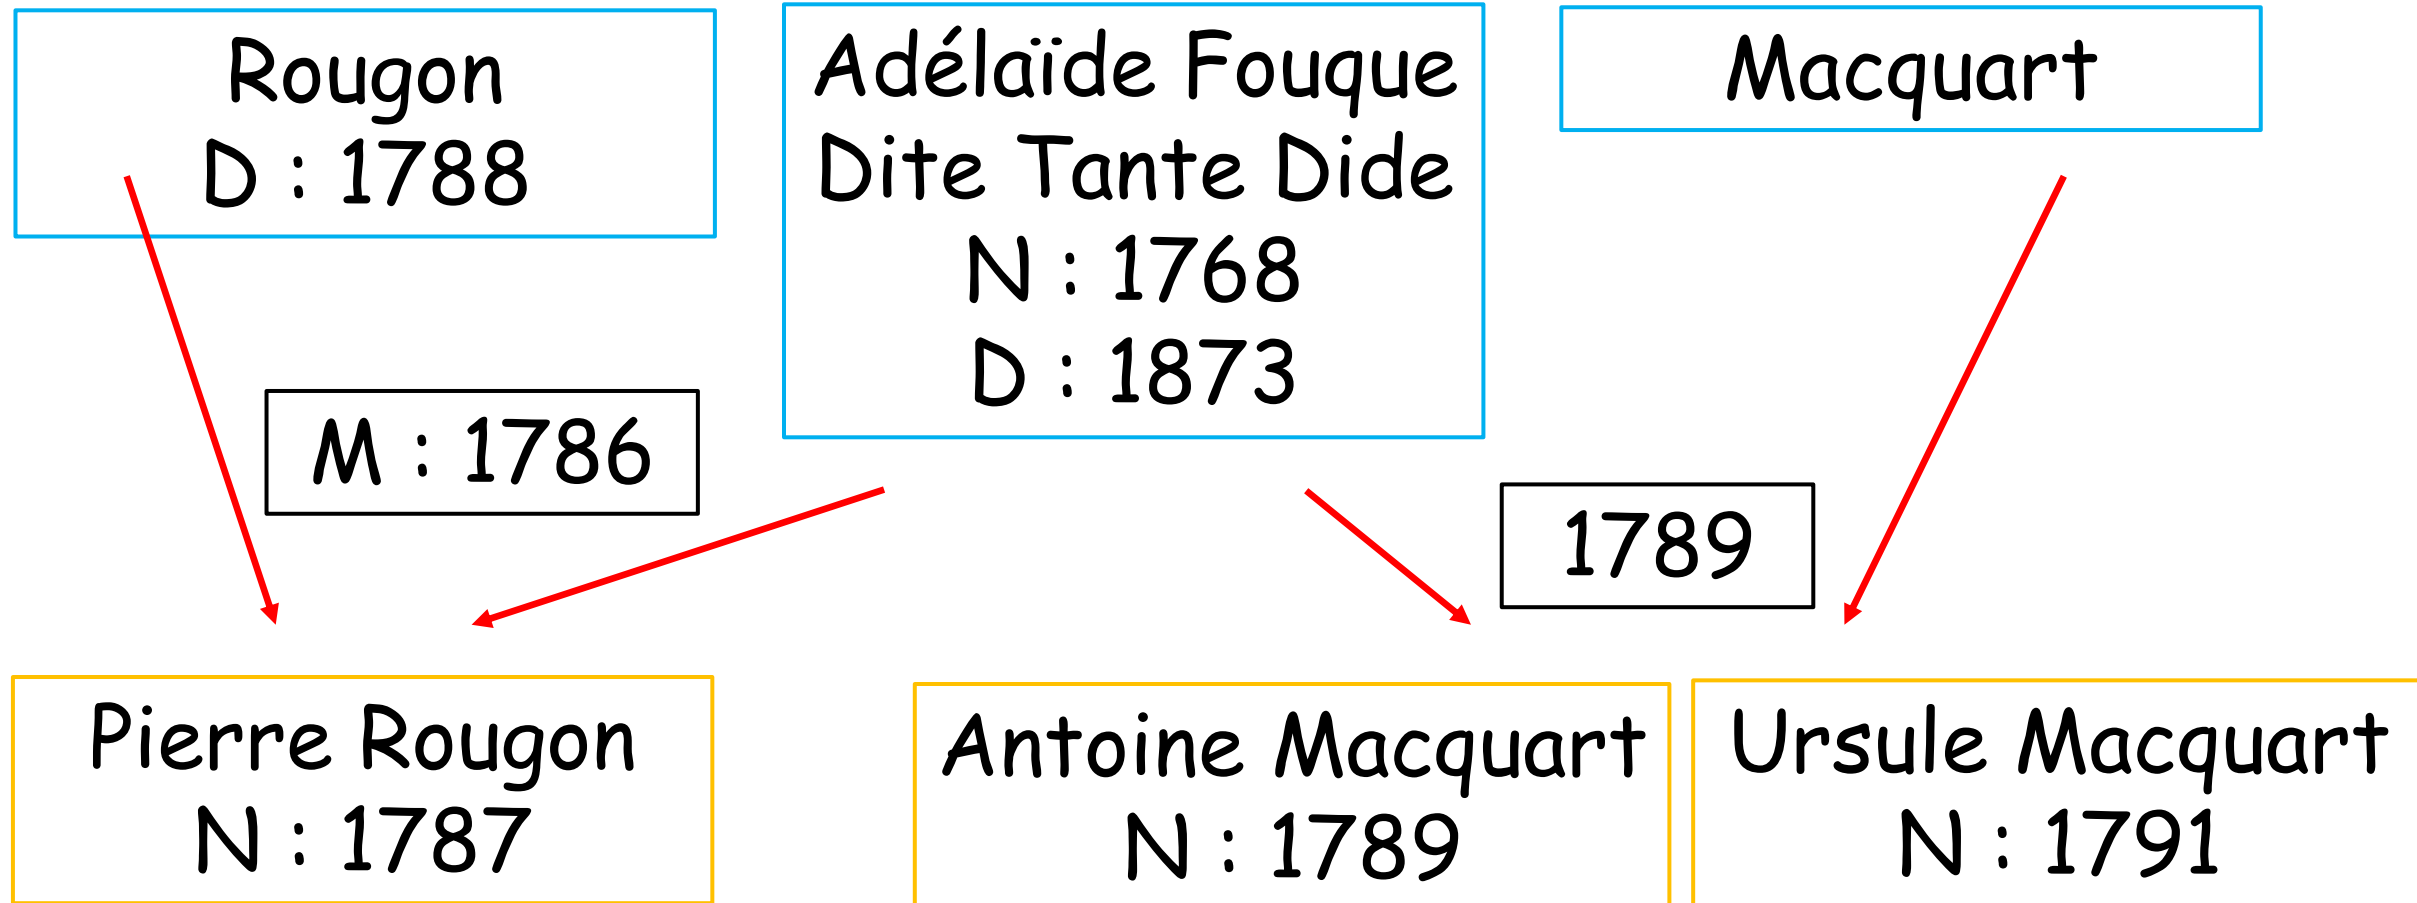 Rougon
D : 1788
Adélaïde Fouque
Dite Tante Dide
N : 1768
D : 1873
Macquart
M : 1786
1789
Pierre Rougon
N : 1787
Antoine Macquart
N : 1789
Ursule Macquart
N : 1791